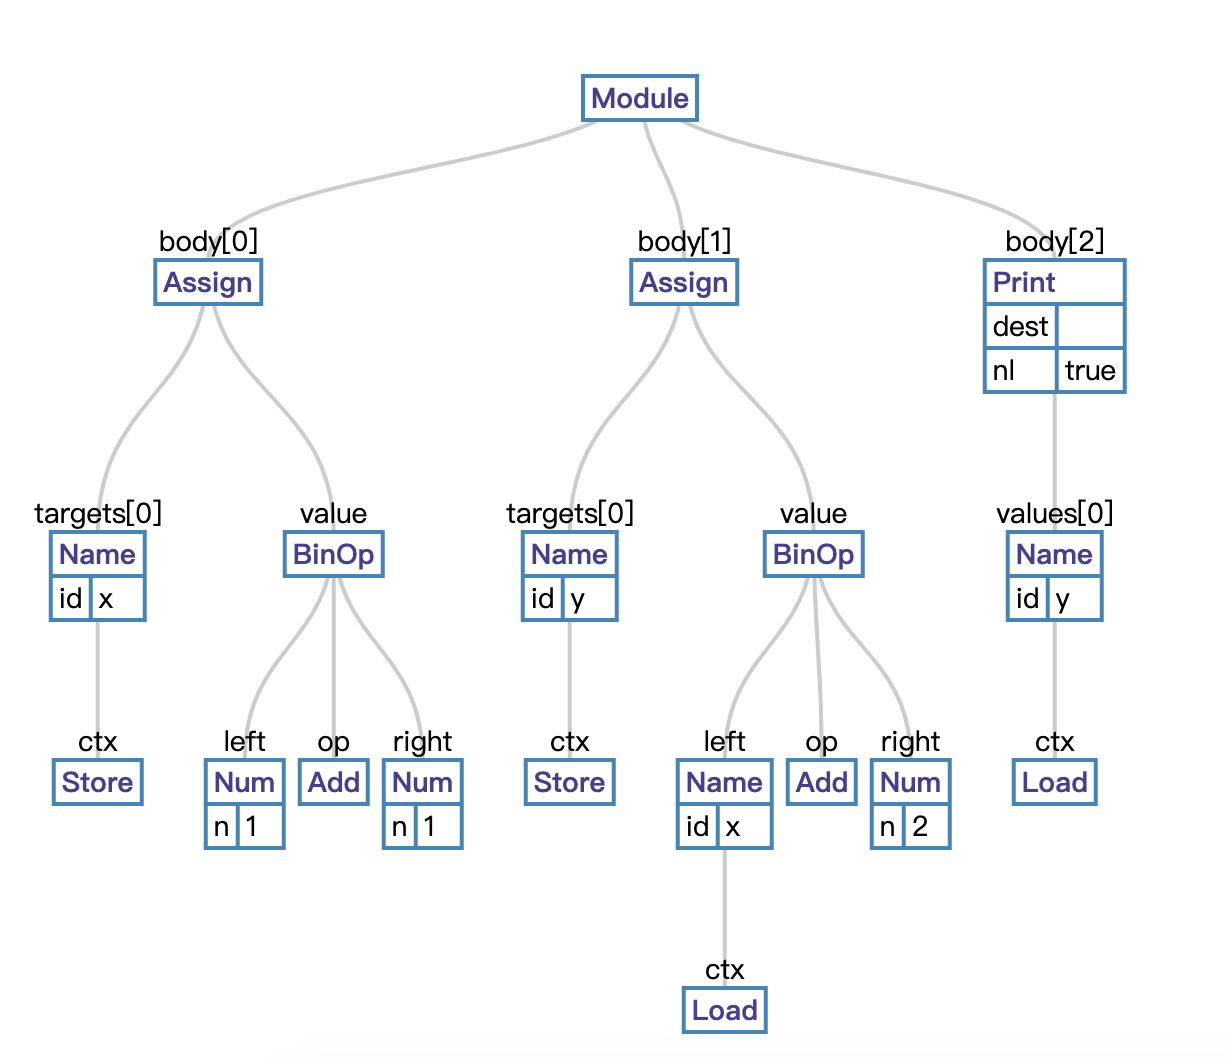 Module
body[0] body[1] body[2]
Assign Assign Print
dest
nl true
targets[0] value targets[0] value values[0]
Name BinOp Name BinOp Name
id x id y id y
ctx left op right ctx left op right ctx
Store Num Add Num Store Name Add Num Load
n 1 n 1 id x n 2
ctx
Load